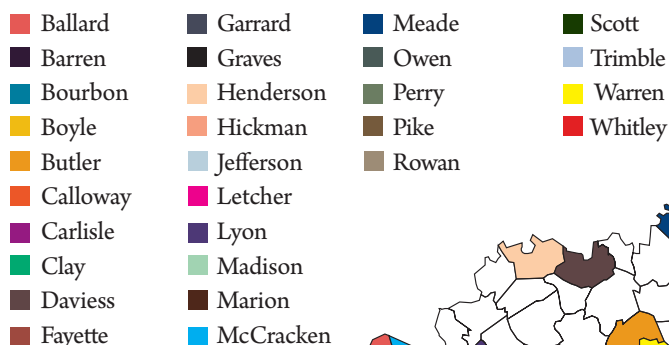 Ballard
Barren
Bourbon
Boyle
Butler
Calloway
Carlisle
Clay
Daviess
Fayette
Garrard
Graves
Henderson
Hickman
Jefferson
Letcher
Lyon
Madison
Marion
McCracken
Meade
Owen
Perry
Pike
Rowan
Scott
Trimble
Warren
Whitley